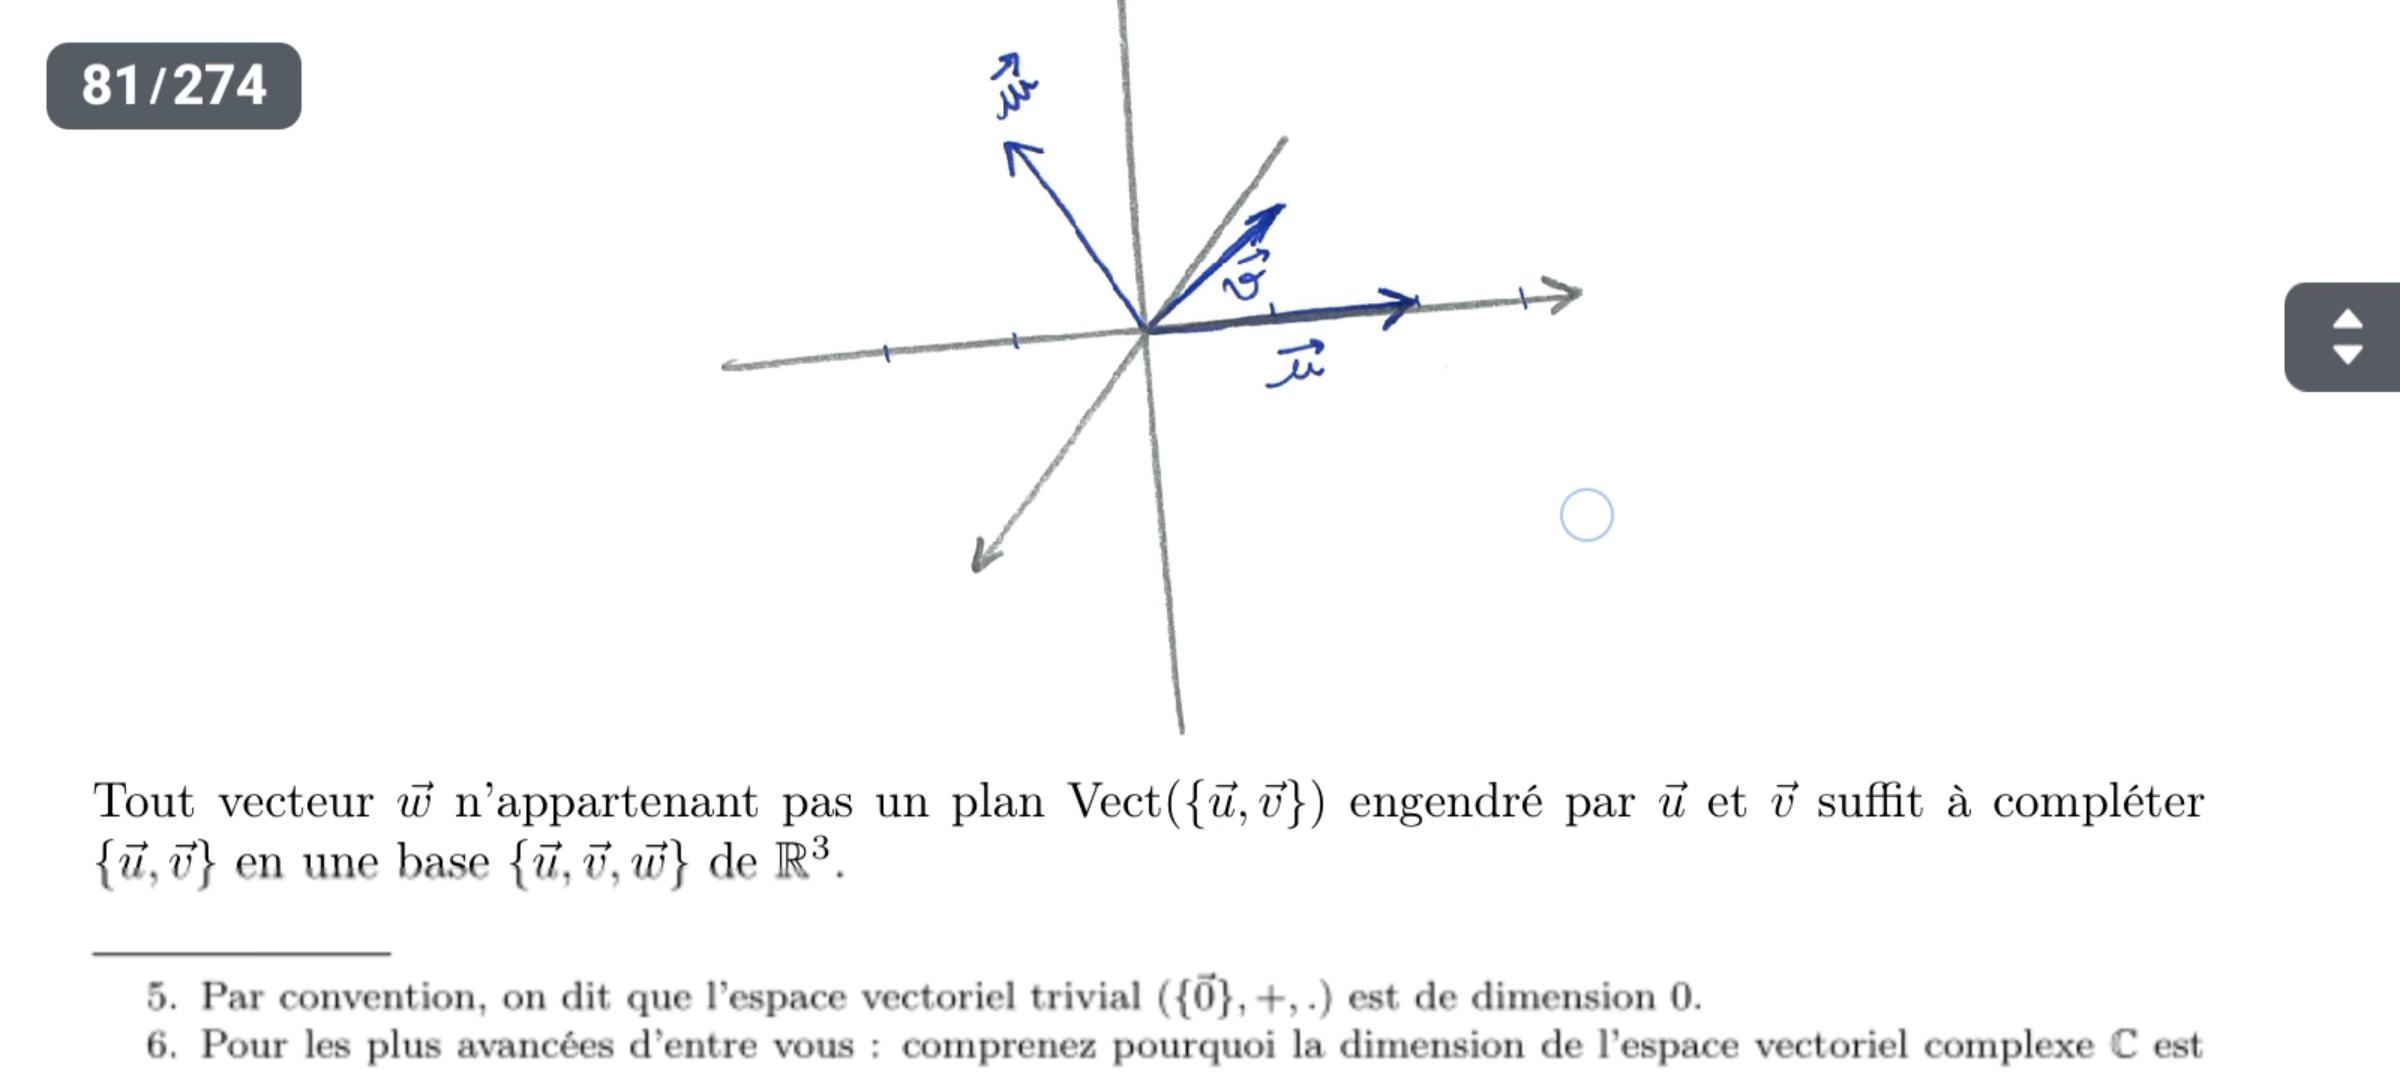 81/274
w⃗
v⃗
u⃗
Tout vecteur w⃗ n'appartenant pas un plan Vect({u⃗, v⃗}) engendré par u⃗ et v⃗ suffit à compléter
{u⃗, v⃗} en une base {u⃗, v⃗, w⃗} de ℝ³.
5. Par convention, on dit que l'espace vectoriel trivial ({0⃗}, +, .) est de dimension 0.
6. Pour les plus avancées d'entre vous : comprenez pourquoi la dimension de l'espace vectoriel complexe ℂ est